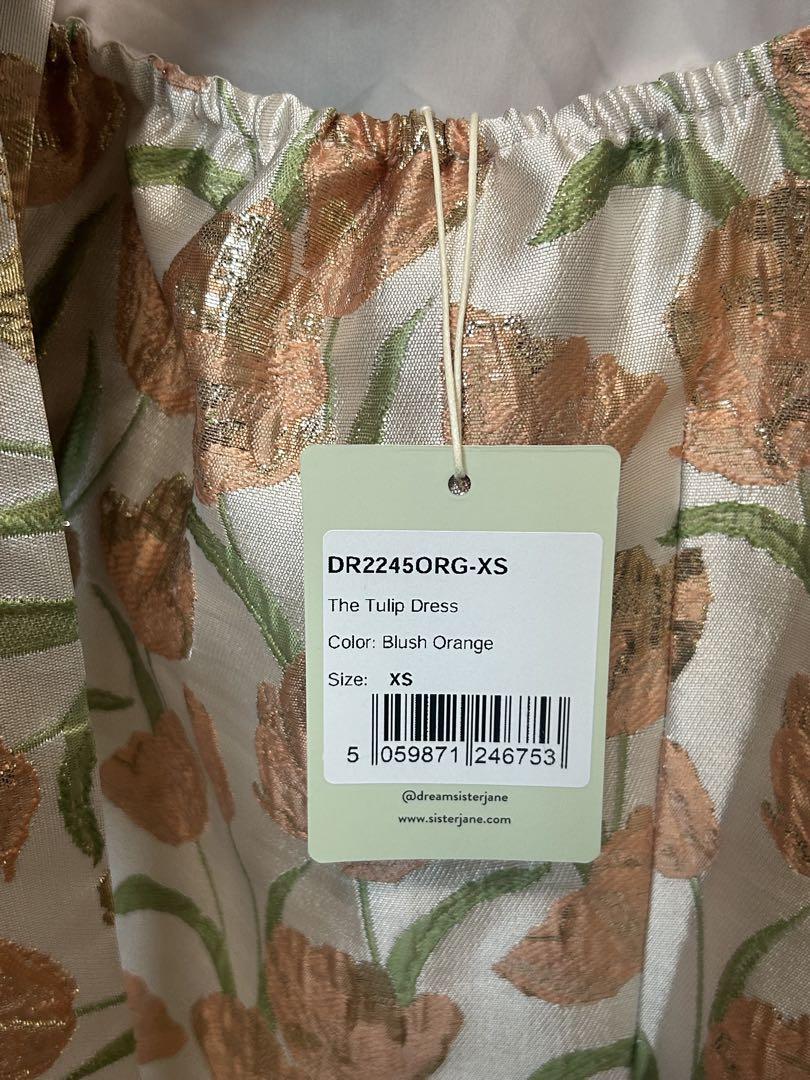 DR2245ORG-XS
The Tulip Dress
Color: Blush Orange
Size: XS
5 059871 246753
@dreamsisterjane
www.sisterjane.com